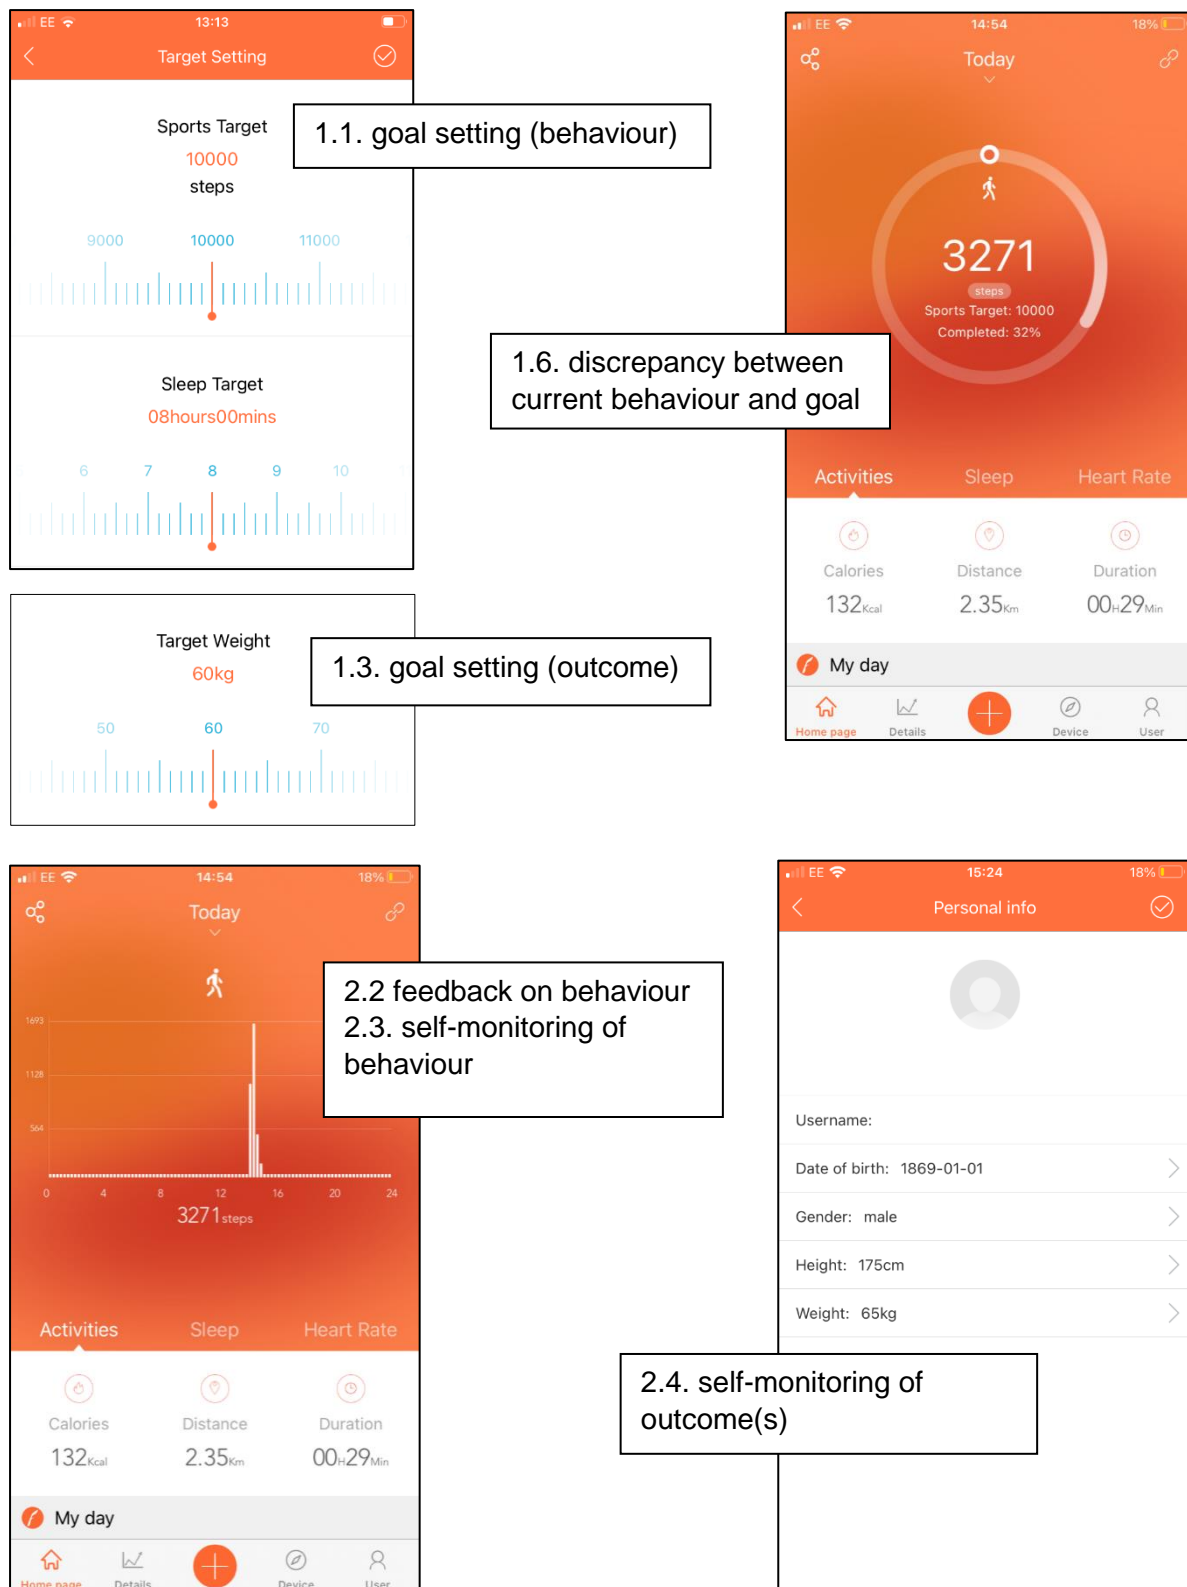 EE 13:13
Target Setting
Sports Target
10000
steps
9000 10000 11000
Sleep Target
08hours00mins
6 7 8 9 10
1.1. goal setting (behaviour)
EE 14:54 18%
Today
3271
steps
Sports Target: 10000
Completed: 32%
1.6. discrepancy between
current behaviour and goal
Activities Sleep Heart Rate
Calories Distance Duration
132Kcal 2.35Km 00H29Min
My day
Home page Details Device User
Target Weight
60kg
50 60 70
1.3. goal setting (outcome)
EE 14:54 18%
Today
1693
1128
564
0 4 8 12 16 20 24
3271steps
2.2 feedback on behaviour
2.3. self-monitoring of
behaviour
Activities Sleep Heart Rate
Calories Distance Duration
132Kcal 2.35Km 00H29Min
My day
Home page Details Device User
EE 15:24 18%
Personal info
Username:
Date of birth: 1869-01-01
Gender: male
Height: 175cm
Weight: 65kg
2.4. self-monitoring of
outcome(s)